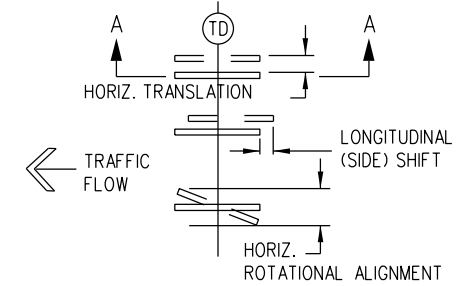 TD
A A
HORIZ. TRANSLATION
LONGITUDINAL
(SIDE) SHIFT
TRAFFIC
FLOW
HORIZ.
ROTATIONAL ALIGNMENT